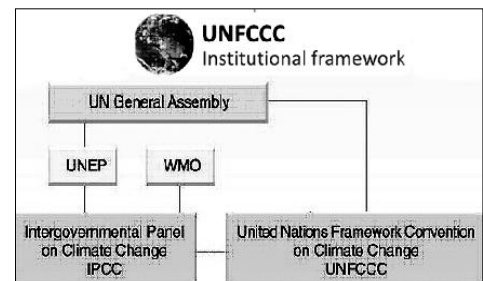 UNFCCC
Institutional framework
UN General Assembly
UNEP
WMO
Intergovernmental Panel
on Climate Change
IPCC
United Nations Framework Convention
on Climate Change
UNFCCC